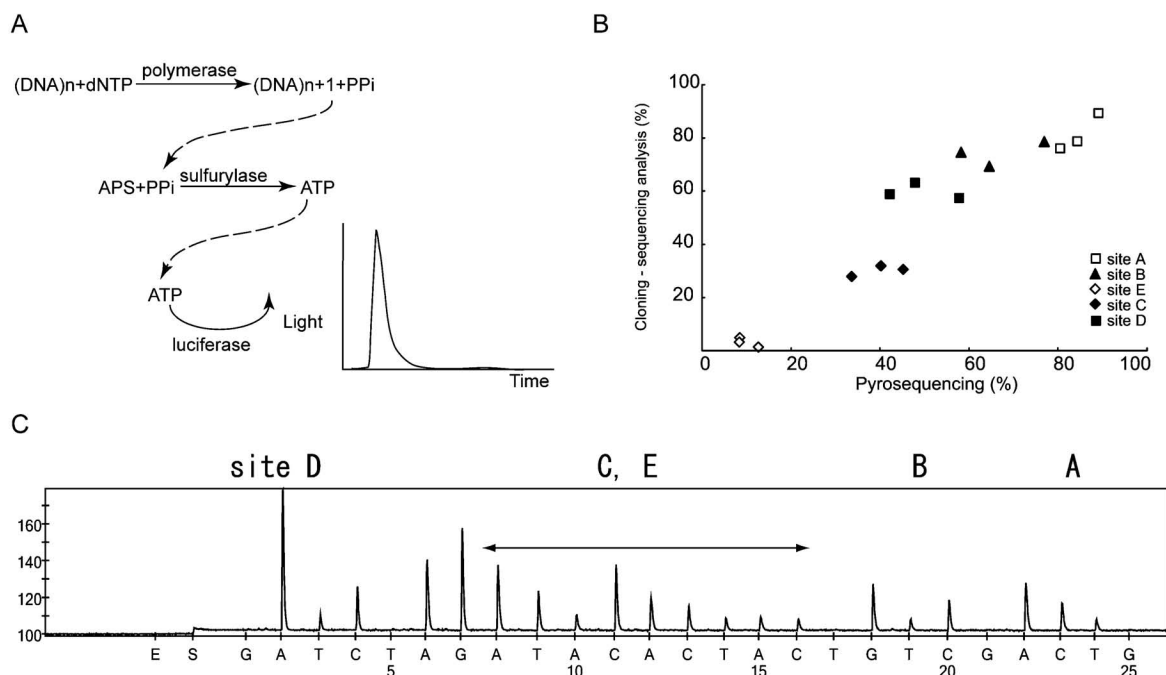 A
(DNA)n+dNTP polymerase (DNA)n+1+PPi
APS+PPi sulfurylase ATP
ATP
luciferase
Light
Time
B
Cloning - sequencing analysis (%)
100
80
60
40
20
0 20 40 60 80 100
Pyrosequencing (%)
site A
site B
site E
site C
site D
C
site D C, E B A
160
140
120
100
E S G A T C T A G A T A C A C T A C T G T C G A C T G
5 10 15 20 25